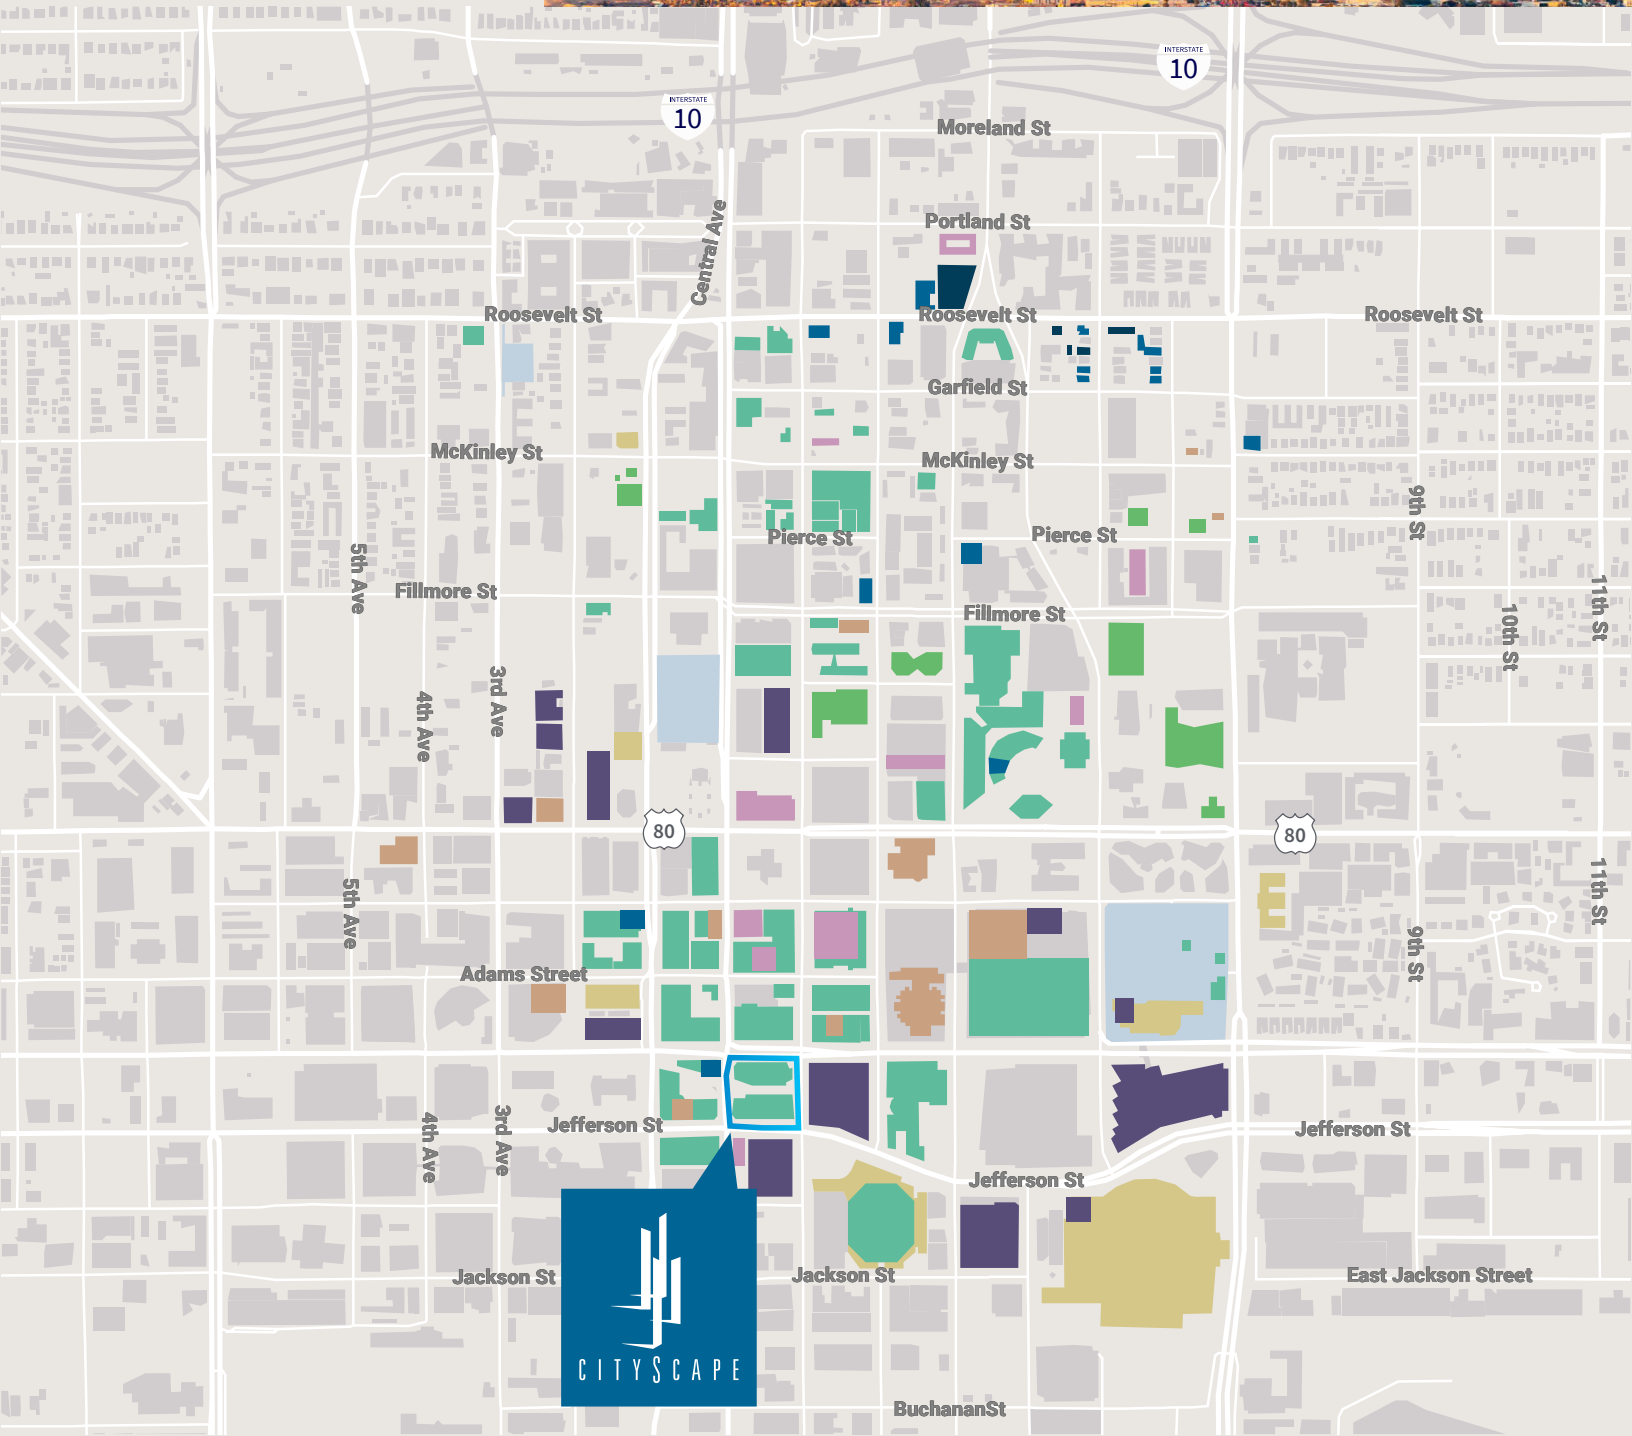 INTERSTATE
10
INTERSTATE
10
Moreland St
Portland St
Central Ave
Roosevelt St
Roosevelt St
Roosevelt St
Garfield St
McKinley St
McKinley St
9th St
Pierce St
Pierce St
5th Ave
Fillmore St
Fillmore St
10th St
11th St
3rd Ave
4th Ave
80
80
5th Ave
11th St
9th St
Adams Street
4th Ave
3rd Ave
Jefferson St
Jefferson St
Jefferson St
Jackson St
Jackson St
East Jackson Street
CITYSCAPE
BuchananSt